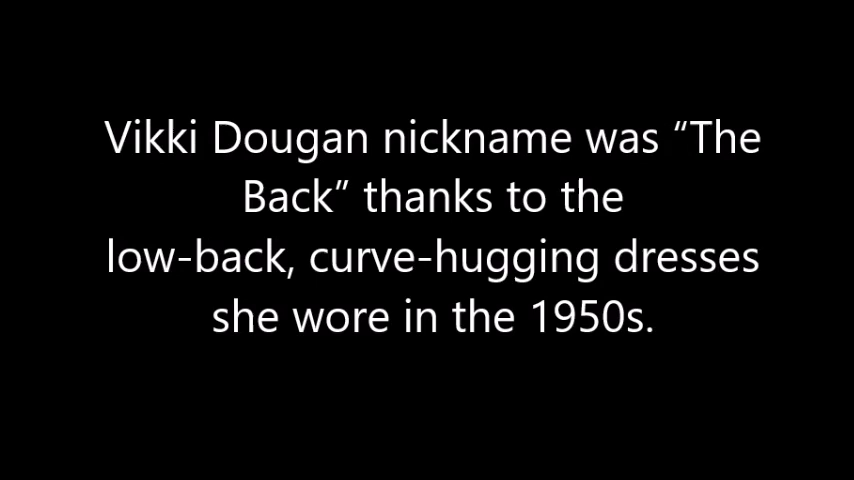 Vikki Dougan nickname was “The
Back” thanks to the
low-back, curve-hugging dresses
she wore in the 1950s.